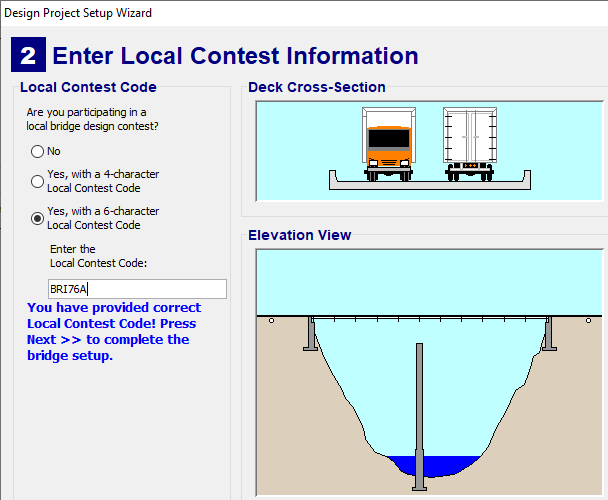 Design Project Setup Wizard
2 Enter Local Contest Information
Local Contest Code
Are you participating in a
local bridge design contest?
No
Yes, with a 4-character
Local Contest Code
Yes, with a 6-character
Local Contest Code
Enter the
Local Contest Code:
BRI76A
You have provided correct
Local Contest Code! Press
Next >> to complete the
bridge setup.
Deck Cross-Section
Elevation View